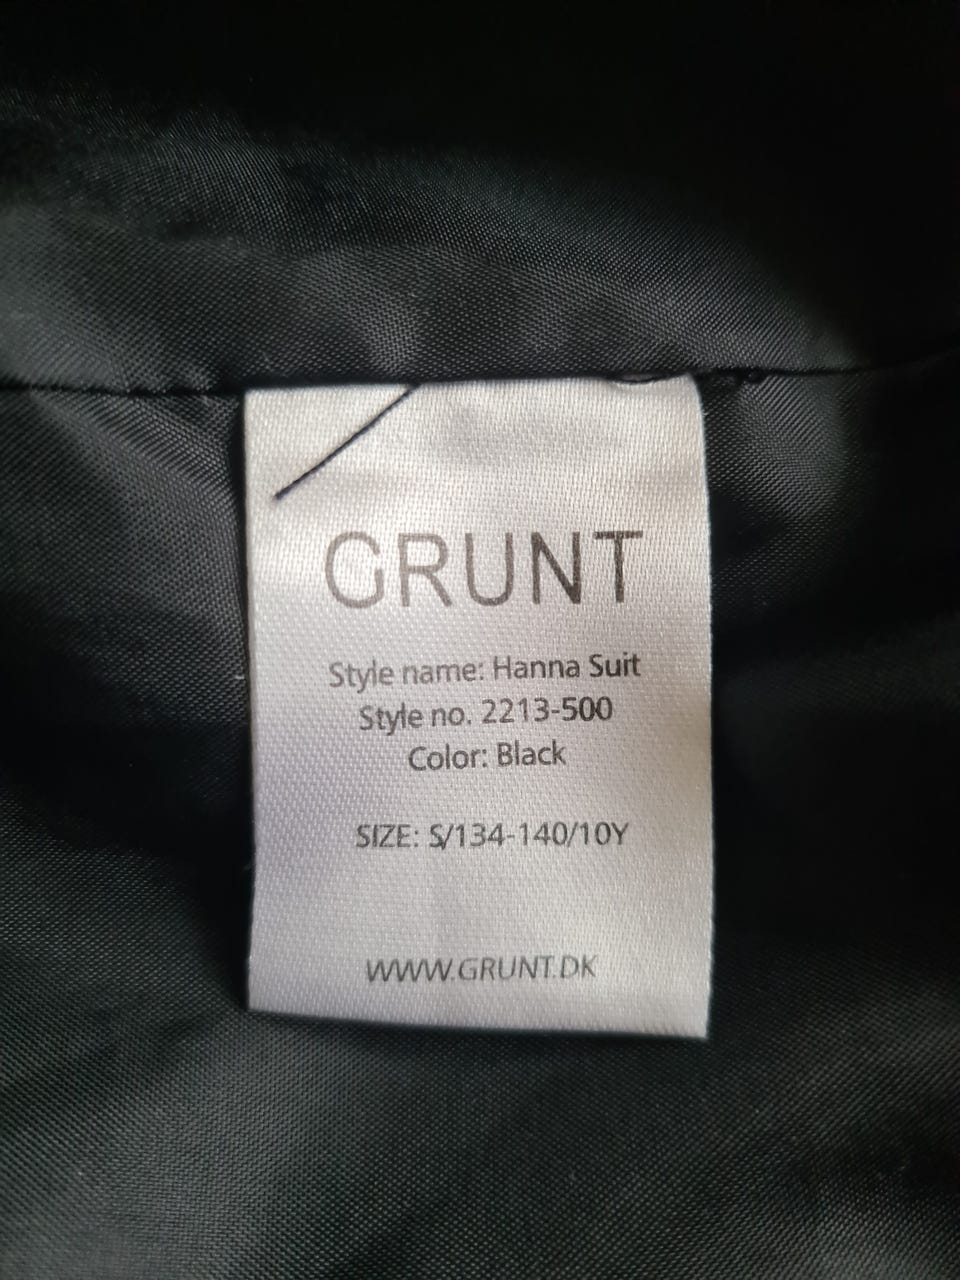 GRUNT
Style name: Hanna Suit
Style no. 2213-500
Color: Black
SIZE: S/134-140/10Y
WWW.GRUNT.DK